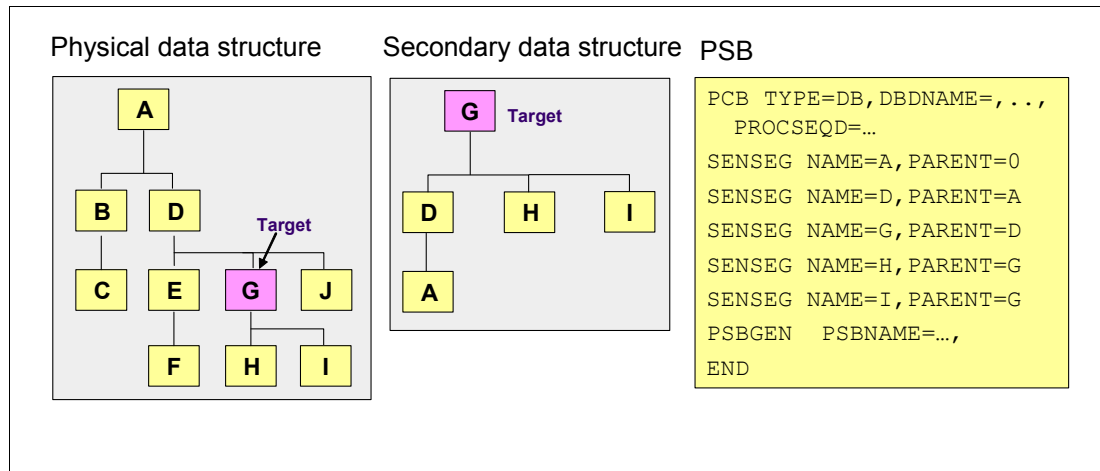 Physical data structure
Secondary data structure
PSB
A
B D
Target
C E G J
F H I
G Target
D H I
A
PCB TYPE=DB,DBDNAME=,..,
PROCSEQD=…
SENSEG NAME=A,PARENT=0
SENSEG NAME=D,PARENT=A
SENSEG NAME=G,PARENT=D
SENSEG NAME=H,PARENT=G
SENSEG NAME=I,PARENT=G
PSBGEN PSBNAME=…,
END